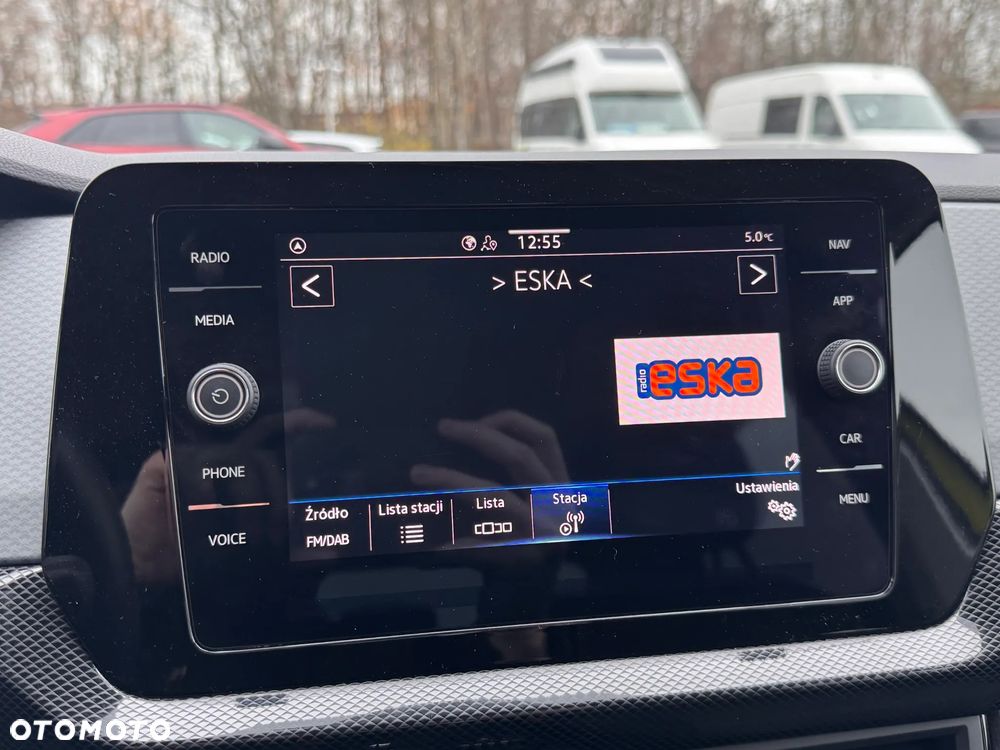 RADIO
MEDIA
PHONE
VOICE
12:55
5.0°C
<
> ESKA <
>
radio eska
Ustawienia
Źródło
FM/DAB
Lista stacji
Lista
Stacja
NAV
APP
CAR
MENU
OTOMOTO